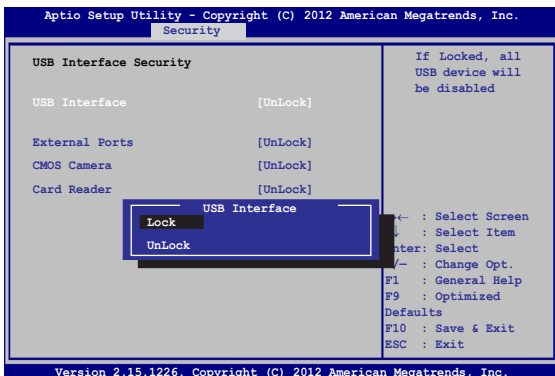 Aptio Setup Utility - Copyright (C) 2012 American Megatrends, Inc.
Security
USB Interface Security
USB Interface [UnLock]
External Ports [UnLock]
CMOS Camera [UnLock]
Card Reader [UnLock]
USB Interface
Lock
UnLock
If Locked, all
USB device will
be disabled
→← : Select Screen
↓ : Select Item
nter: Select
/— : Change Opt.
F1 : General Help
F9 : Optimized
Defaults
F10 : Save & Exit
ESC : Exit
Version 2.15.1226. Copyright (C) 2012 American Megatrends, Inc.